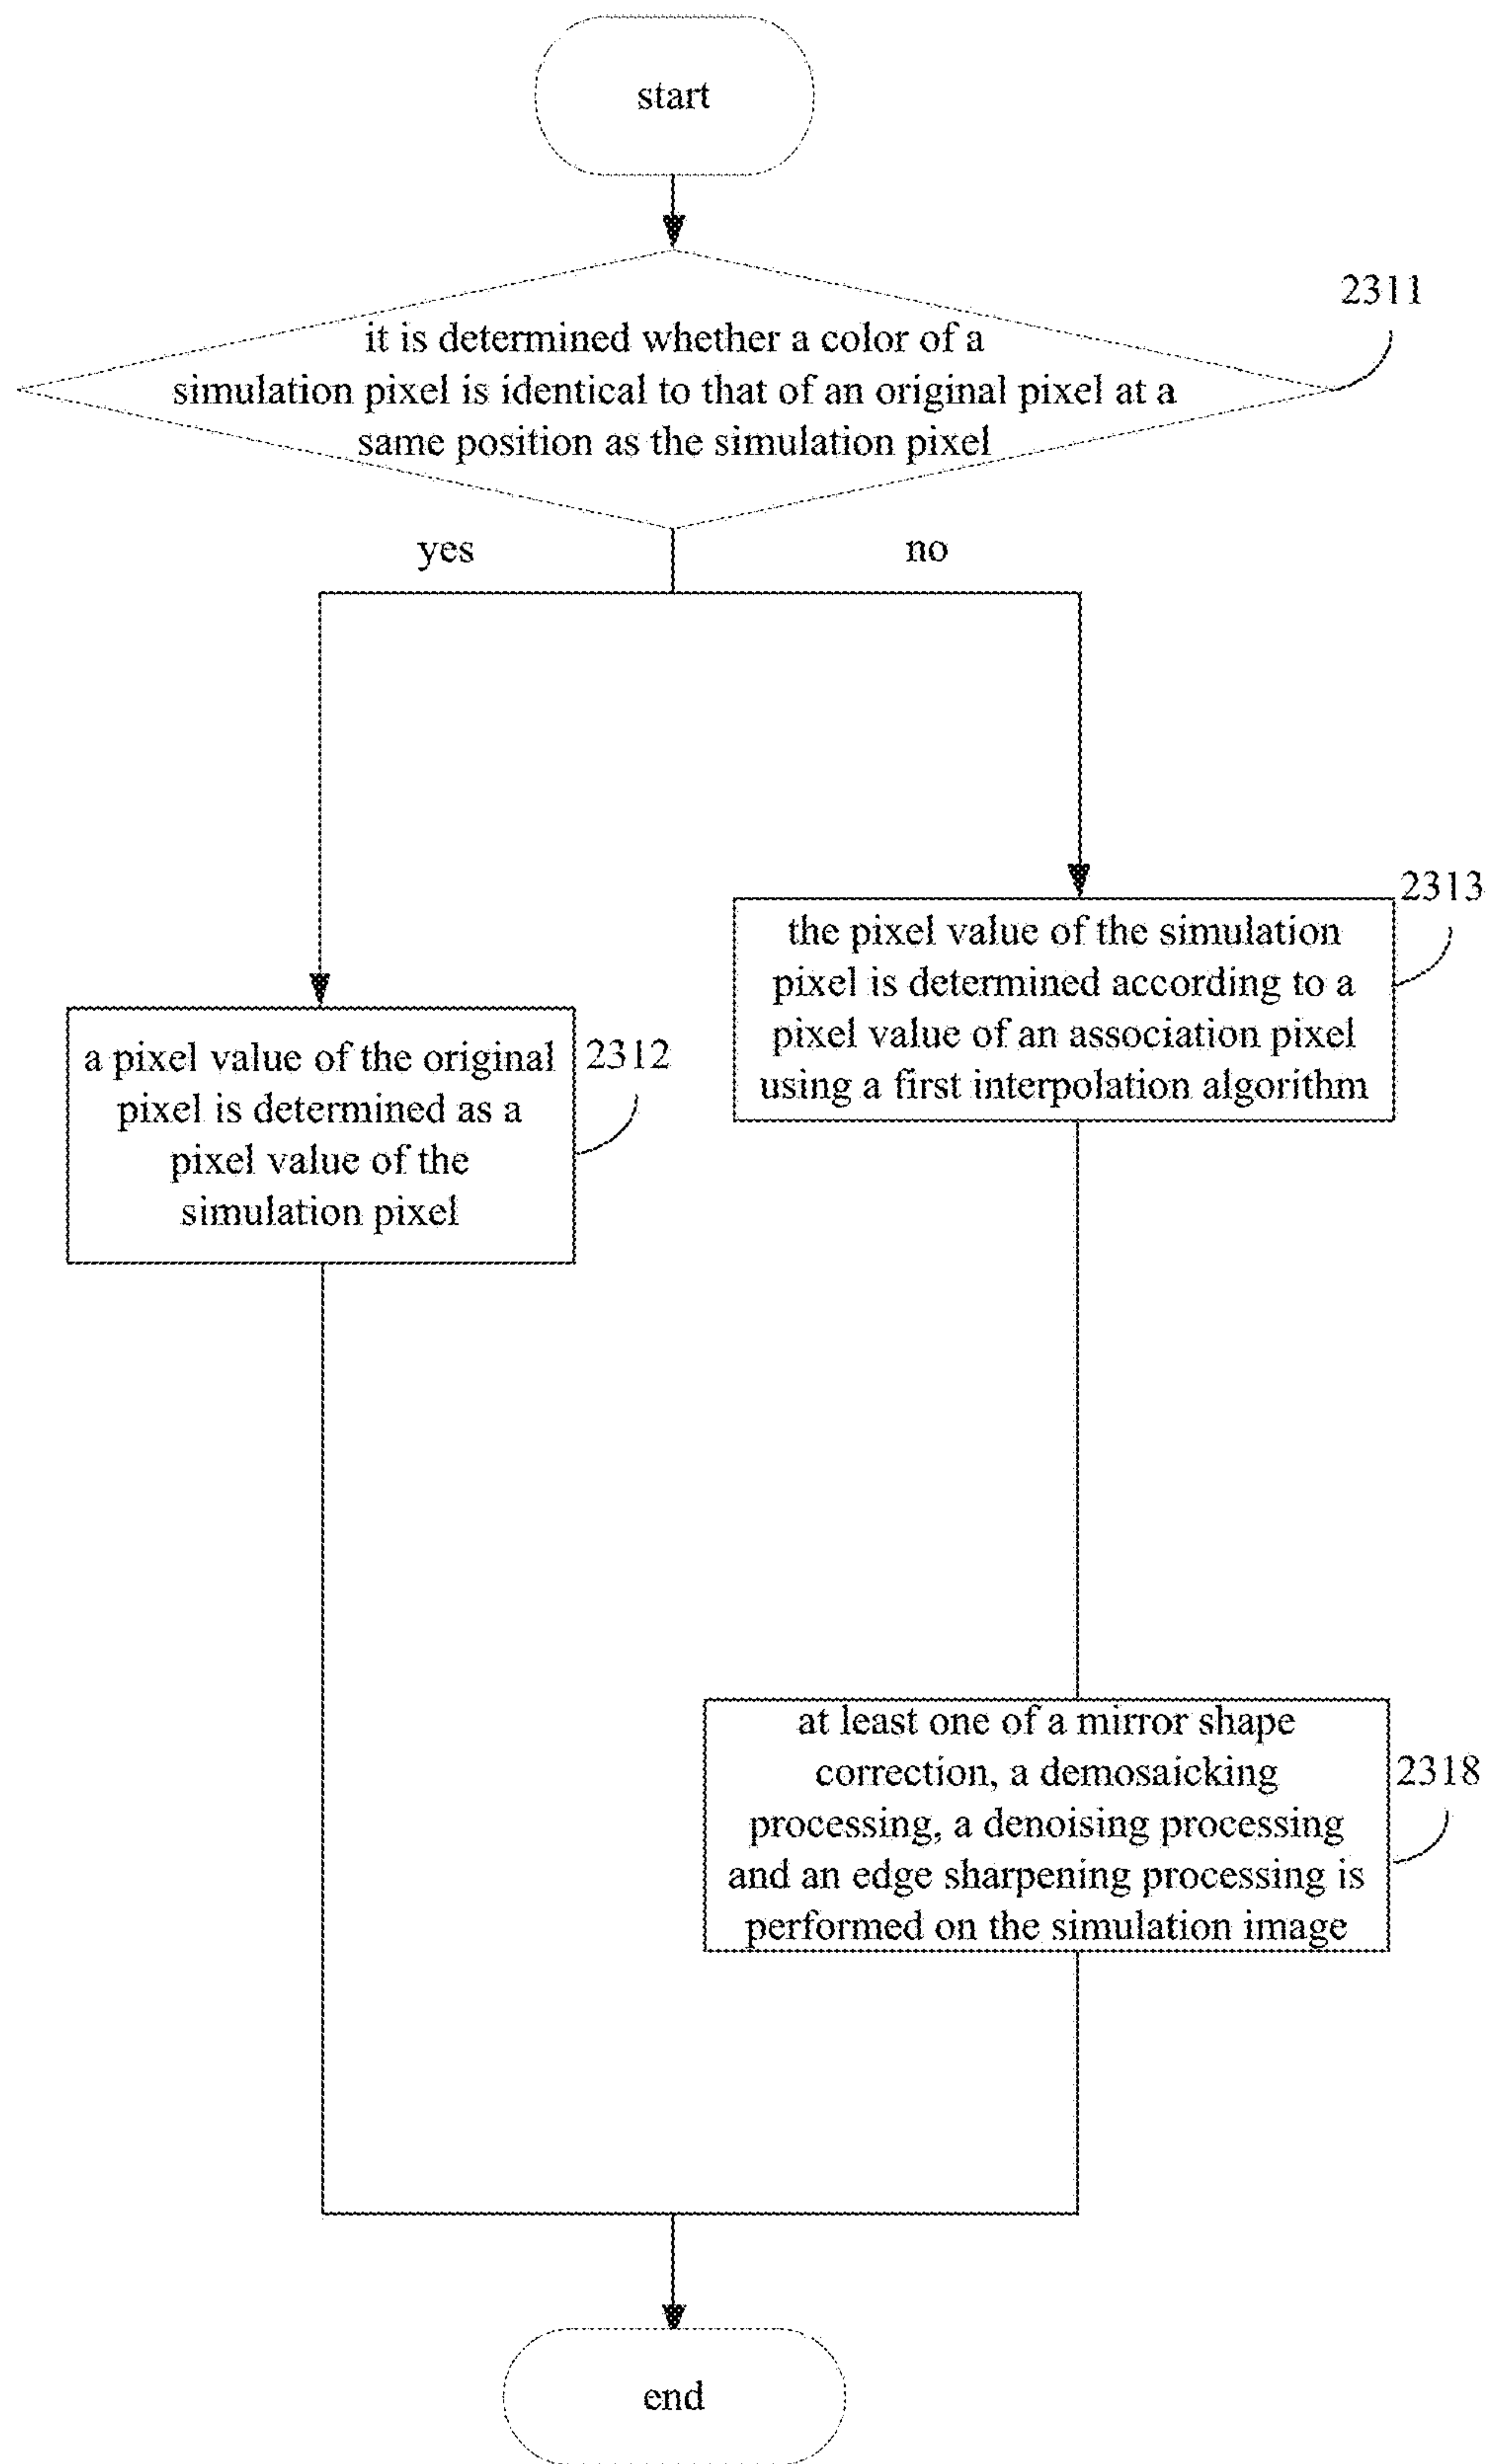 start
2311
it is determined whether a color of a
simulation pixel is identical to that of an original pixel at a
same position as the simulation pixel
yes
no
2313
the pixel value of the simulation
pixel is determined according to a
pixel value of an association pixel
using a first interpolation algorithm
2312
a pixel value of the original
pixel is determined as a
pixel value of the
simulation pixel
at least one of a mirror shape
correction, a demosaicking
processing, a denoising processing
and an edge sharpening processing is
performed on the simulation image
2318
end